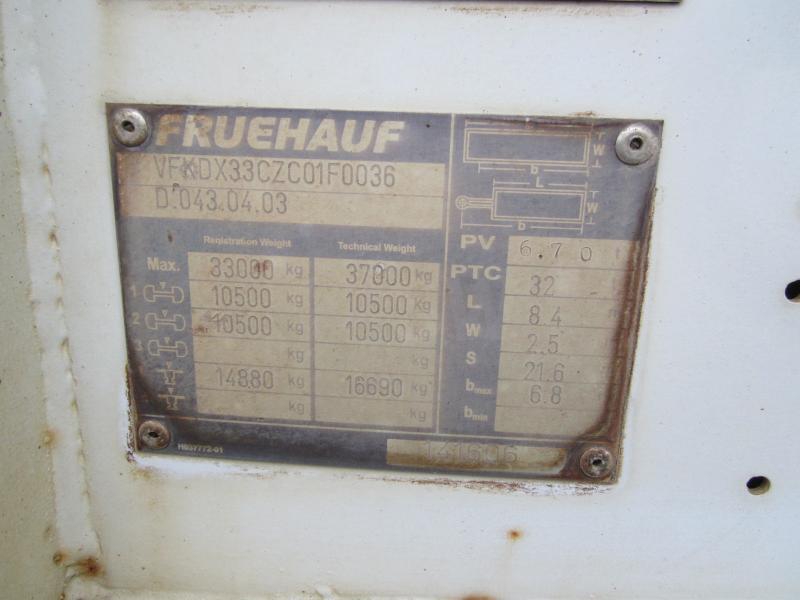 FRUEHAUF
VFKDX33CZC01F0036
D.043.04.03
Registration Weight Technical Weight
Max. 33000 kg 37000 kg
1 10500 kg 10500 kg
2 10500 kg 10500 kg
3 kg kg
14880 kg 16690 kg
kg kg
H037772-01
W
b
L
W
b
PV 6.70 t
PTC 32
L 8.4
W 2.5
S 21.6
bmax 6.8
bmin